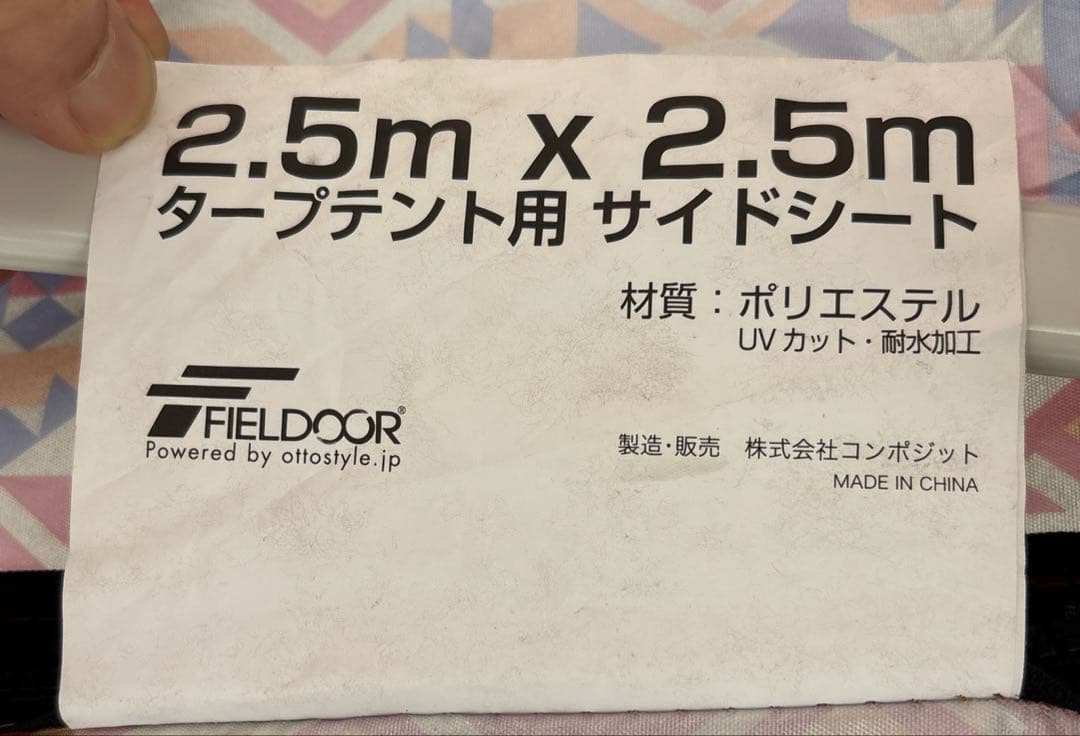 2.5m x 2.5m
タープテント用 サイドシート
材質：ポリエステル
UVカット・耐水加工
FIELDOOR®
Powered by ottostyle.jp
製造・販売 株式会社コンポジット
MADE IN CHINA